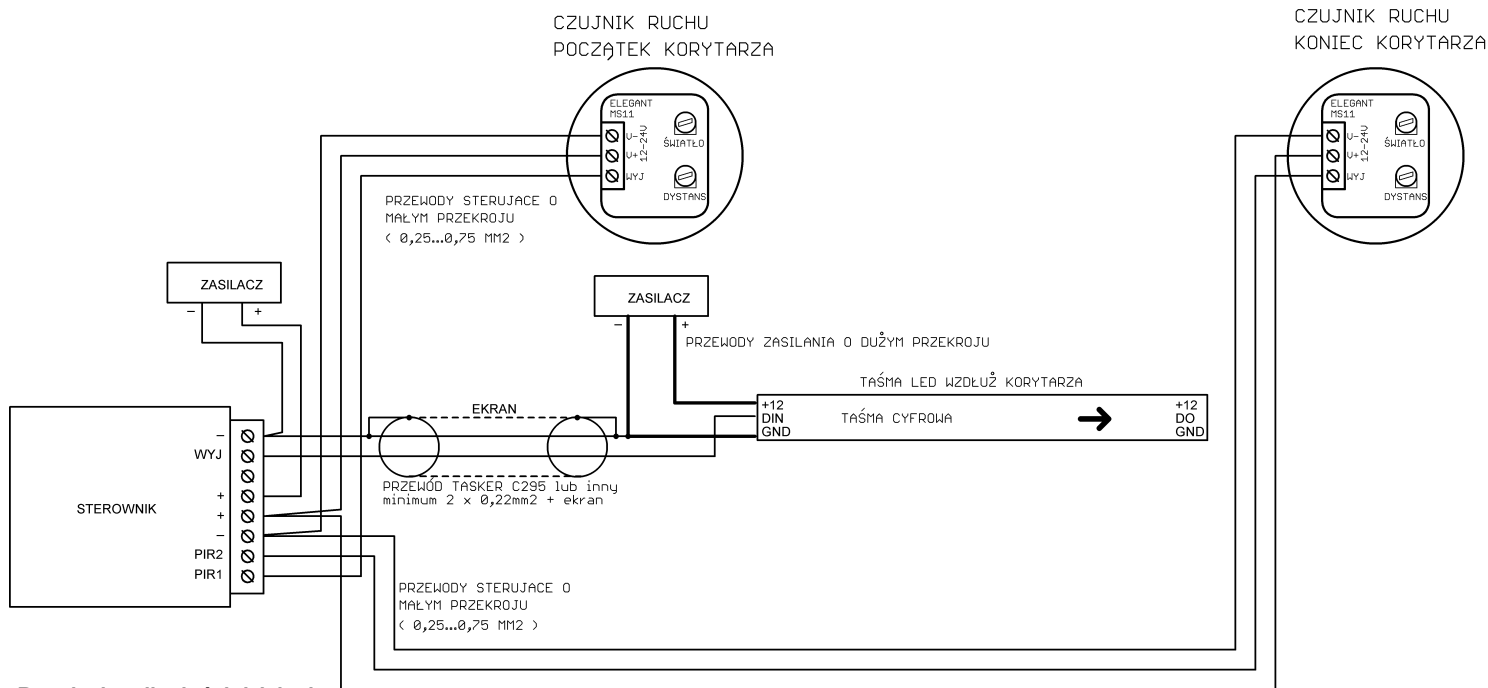 CZUJNIK RUCHU
POCZĄTEK KORYTARZA
CZUJNIK RUCHU
KONIEC KORYTARZA
ELEGANT
MS11
V-
V+
12-24V
WYJ
ŚWIATŁO
DYSTANS
ELEGANT
MS11
V-
V+
12-24V
WYJ
ŚWIATŁO
DYSTANS
PRZEWODY STERUJACE O
MAŁYM PRZEKROJU
( 0,25...0,75 MM2 )
ZASILACZ
– +
ZASILACZ
– +
PRZEWODY ZASILANIA O DUŻYM PRZEKROJU
TAŚMA LED WZDŁUŻ KORYTARZA
+12
DIN
GND
TAŚMA CYFROWA
+12
DO
GND
EKRAN
PRZEWÓD TASKER C295 lub inny
minimum 2 x 0,22mm2 + ekran
STEROWNIK
–
WYJ
+
+
–
PIR2
PIR1
PRZEWODY STERUJACE O
MAŁYM PRZEKROJU
( 0,25...0,75 MM2 )